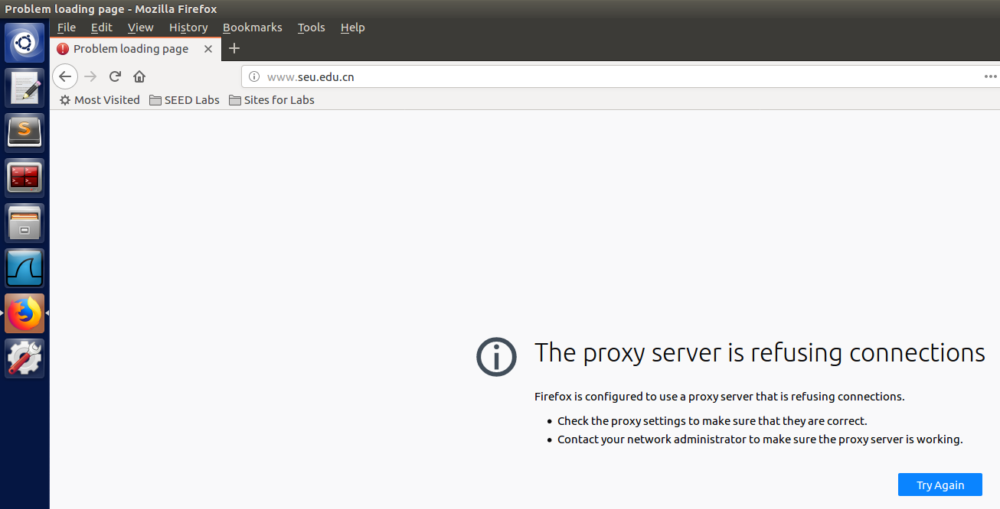 Problem loading page - Mozilla Firefox
File Edit View History Bookmarks Tools Help
Problem loading page
www.seu.edu.cn
Most Visited SEED Labs Sites for Labs
The proxy server is refusing connections
Firefox is configured to use a proxy server that is refusing connections.
Check the proxy settings to make sure that they are correct.
Contact your network administrator to make sure the proxy server is working.
Try Again